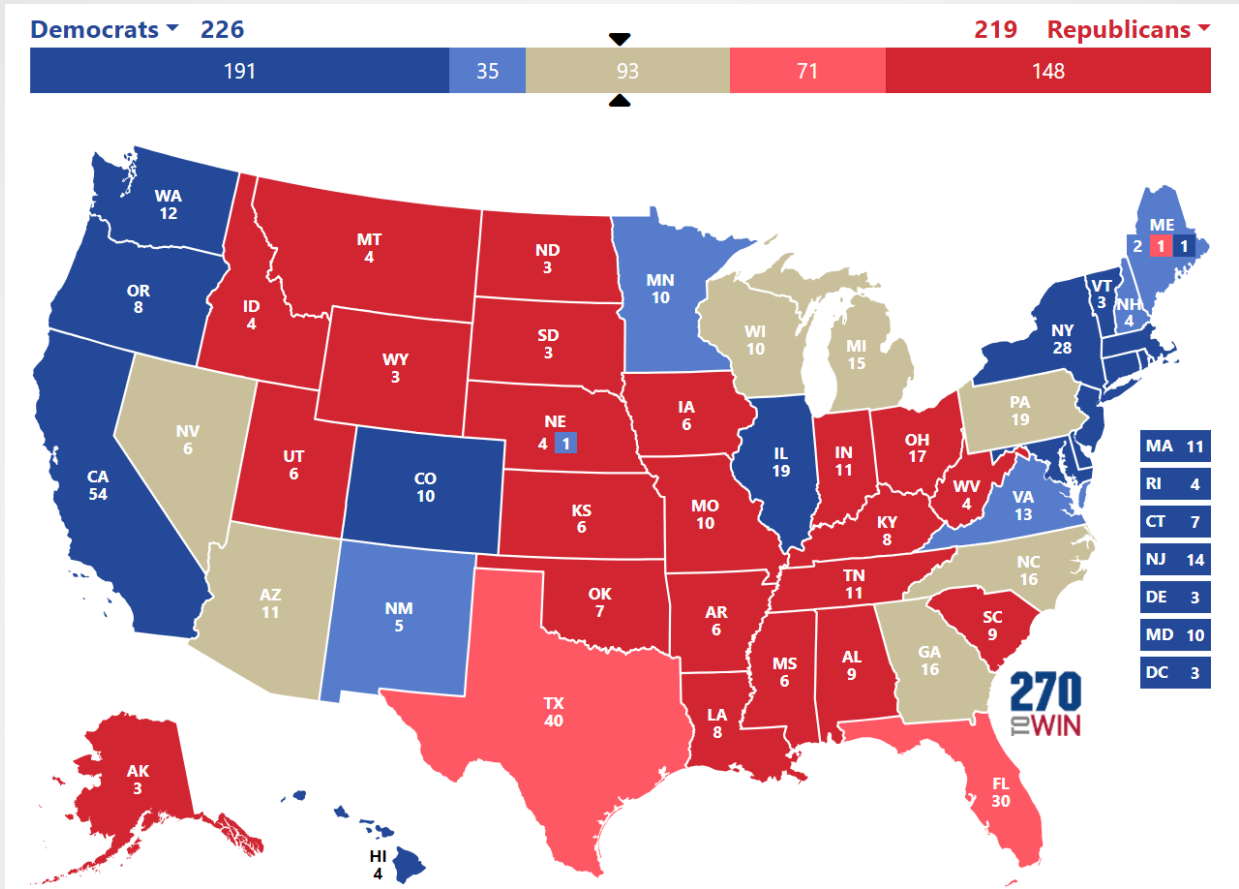 Democrats 226
219 Republicans
191 35 93 71 148
WA
12
OR
8
CA
54
NV
6
ID
4
MT
4
WY
3
UT
6
AZ
11
CO
10
NM
5
ND
3
SD
3
NE
4 1
KS
6
OK
7
TX
40
MN
10
IA
6
MO
10
AR
6
LA
8
WI
10
IL
19
MI
15
IN
11
OH
17
KY
8
TN
11
MS
6
AL
9
GA
16
FL
30
SC
9
NC
16
VA
13
WV
4
PA
19
NY
28
VT
3
NH
4
ME
2 1 1
MA 11
RI 4
CT 7
NJ 14
DE 3
MD 10
DC 3
AK
3
HI
4
270
TO WIN